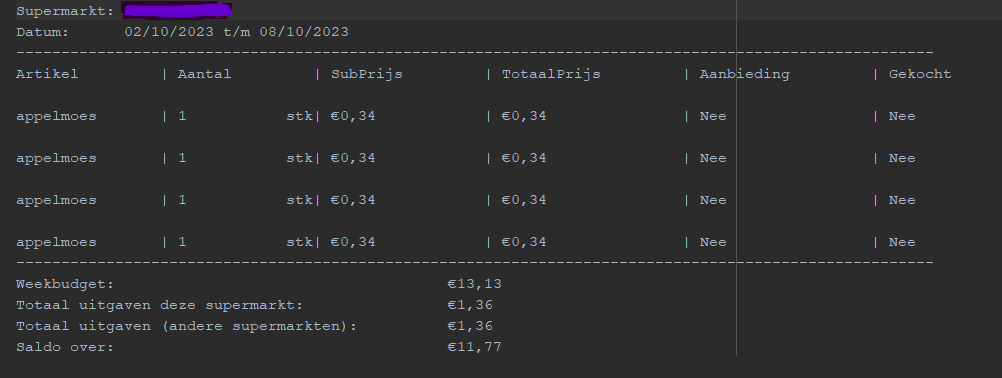 Supermarkt:
Datum: 02/10/2023 t/m 08/10/2023
------------------------------------------------------------------------------------------------------
Artikel | Aantal | SubPrijs | TotaalPrijs | Aanbieding | Gekocht
appelmoes | 1 stk| €0,34 | €0,34 | Nee | Nee
appelmoes | 1 stk| €0,34 | €0,34 | Nee | Nee
appelmoes | 1 stk| €0,34 | €0,34 | Nee | Nee
appelmoes | 1 stk| €0,34 | €0,34 | Nee | Nee
------------------------------------------------------------------------------------------------------
Weekbudget: €13,13
Totaal uitgaven deze supermarkt: €1,36
Totaal uitgaven (andere supermarkten): €1,36
Saldo over: €11,77